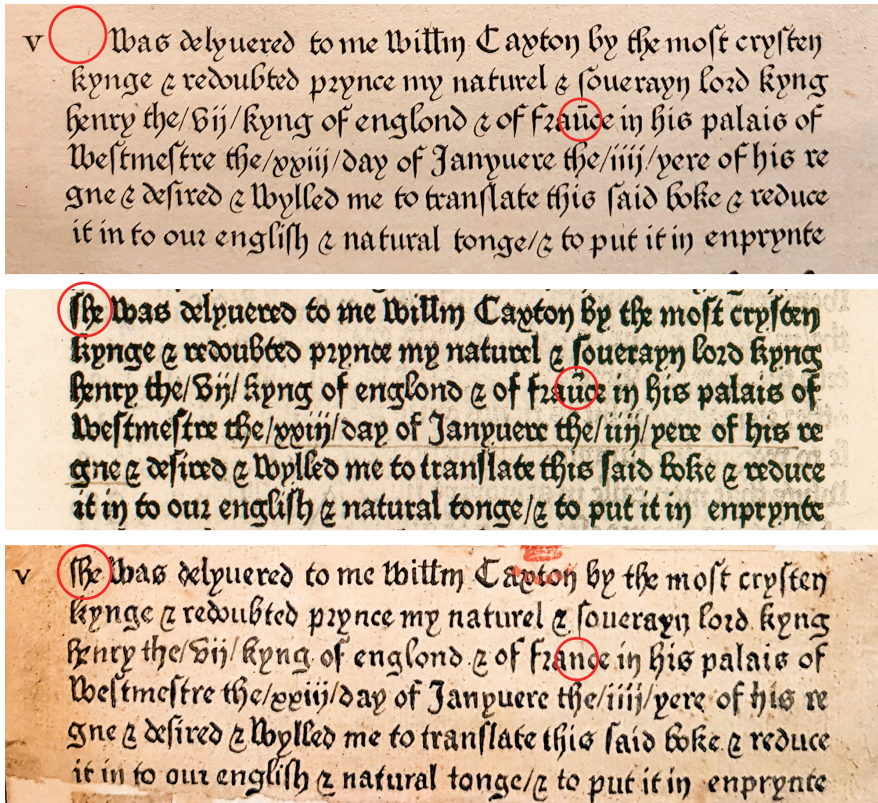 v was delyuered to me willm Caxton by the most crysten
kynge & redoubted prynce my naturel & souerayn lord kyng
henry the/vij/kyng of englond & of fraūce in his palais of
westmestre the/xxiij/day of Janyuere the/iiij/yere of his re
gne & desired & wylled me to translate this said boke & reduce
it in to our english & natural tonge/& to put it in enprynte
she was delyuered to me willm Caxton by the most crysten
kynge & redoubted prynce my naturel & souerayn lord kyng
henry the/vij/kyng of englond & of fraūce in his palais of
westmestre the/xxiij/day of Janyuere the/iiij/yere of his re
gne & desired & wylled me to translate this said boke & reduce
it in to our english & natural tonge/& to put it in enprynte
v she was delyuered to me willm Caxton by the most crysten
kynge & redoubted prynce my naturel & souerayn lord kyng
henry the/vij/kyng of englond & of france in his palais of
westmestre the/xxiij/day of Janyuere the/iiij/yere of his re
gne & desired & wylled me to translate this said boke & reduce
it in to our english & natural tonge/& to put it in enprynte